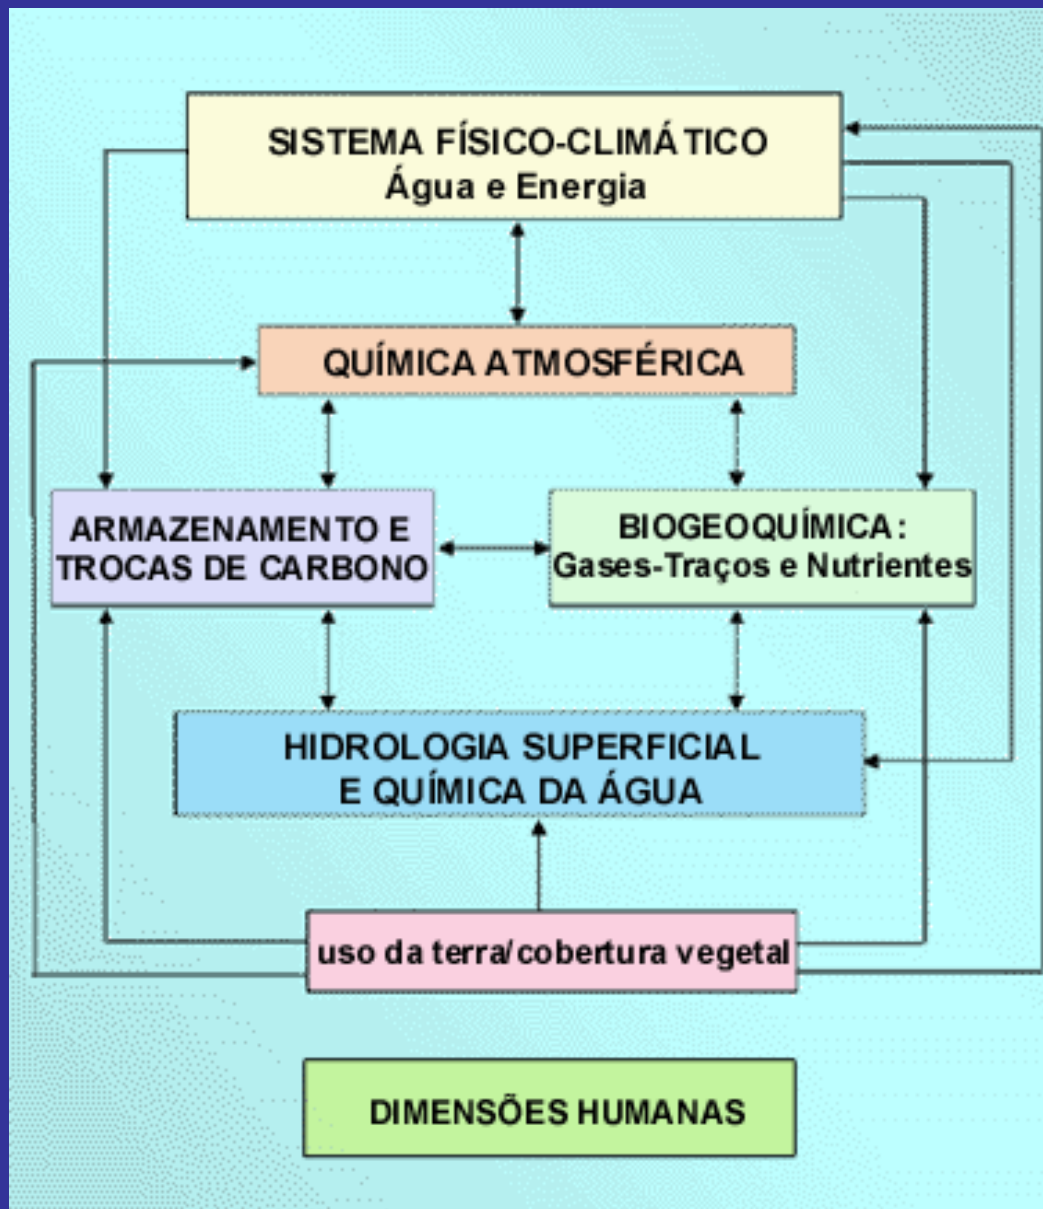 SISTEMA FÍSICO-CLIMÁTICO
Água e Energia
QUÍMICA ATMOSFÉRICA
ARMAZENAMENTO E
TROCAS DE CARBONO
BIOGEOQUÍMICA:
Gases-Traços e Nutrientes
HIDROLOGIA SUPERFICIAL
E QUÍMICA DA ÁGUA
uso da terra/cobertura vegetal
DIMENSÕES HUMANAS